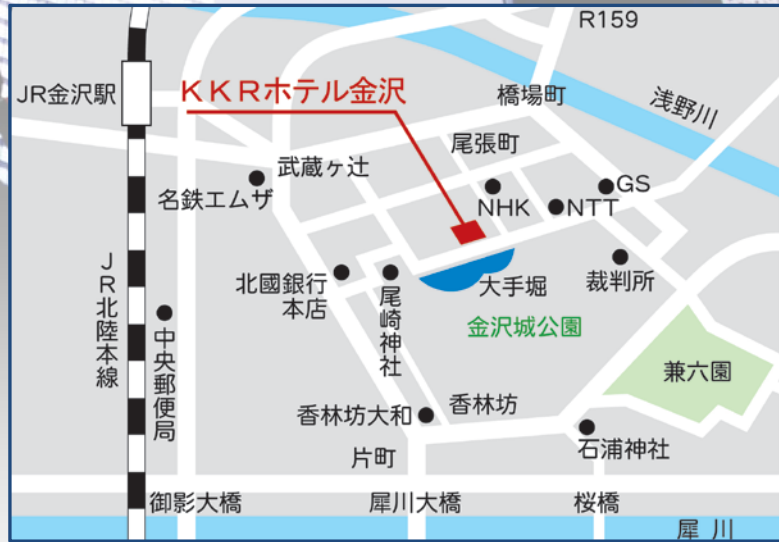 R159
JR金沢駅
KKRホテル金沢
橋場町
浅野川
尾張町
武蔵ヶ辻
名鉄エムザ
NHK
NTT
GS
JR北陸本線
中央郵便局
北國銀行
本店
尾崎神社
大手堀
裁判所
金沢城公園
兼六園
香林坊大和
香林坊
石浦神社
片町
御影大橋
犀川大橋
桜橋
犀川